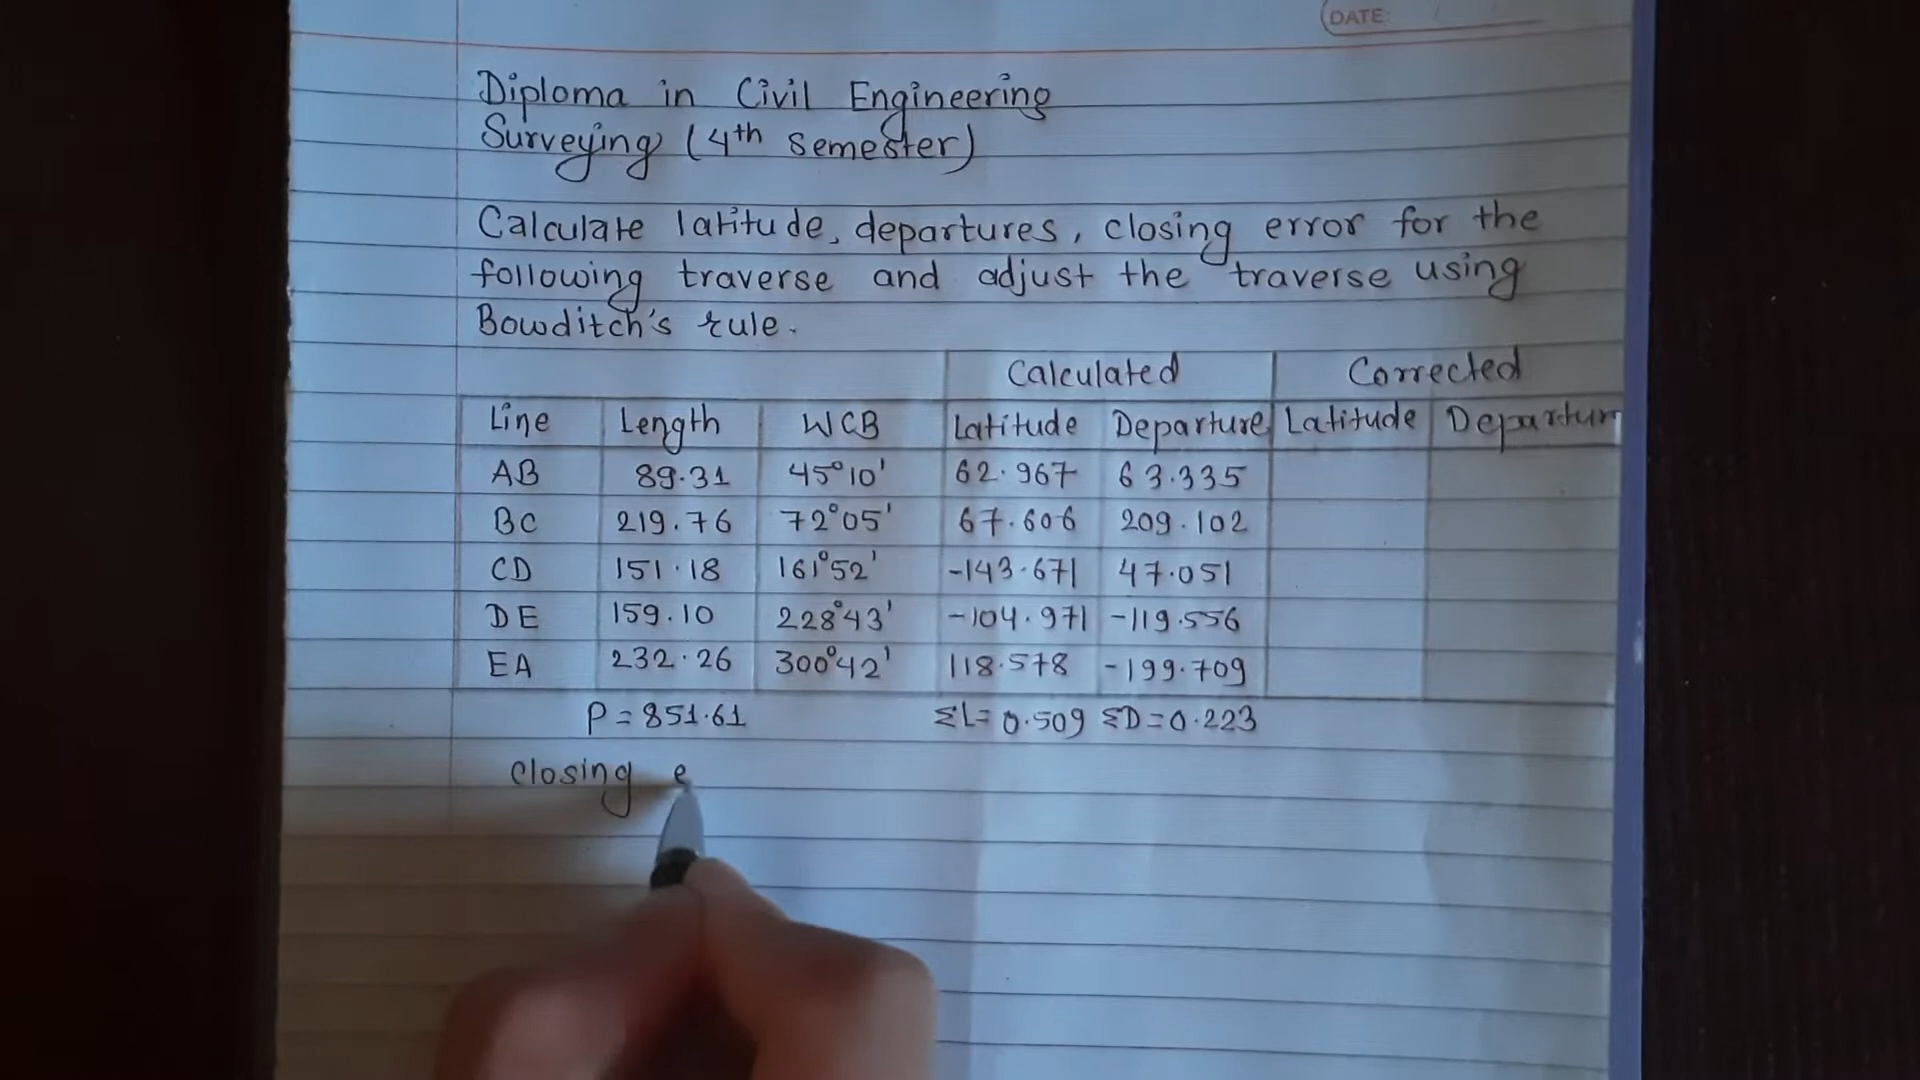 DATE:
Diploma in Civil Engineering
Surveying (4th semester)
Calculate latitude, departures, closing error for the
following traverse and adjust the traverse using
Bowditch's rule.
Calculated Corrected
Line Length WCB Latitude Departure Latitude Departur
AB 89.31 45°10' 62.967 63.335
BC 219.76 72°05' 67.606 209.102
CD 151.18 161°52' -143.671 47.051
DE 159.10 228°43' -104.971 -119.556
EA 232.26 300°42' 118.578 -199.709
P = 851.61 ΣL= 0.509 ΣD=0.223
closing e